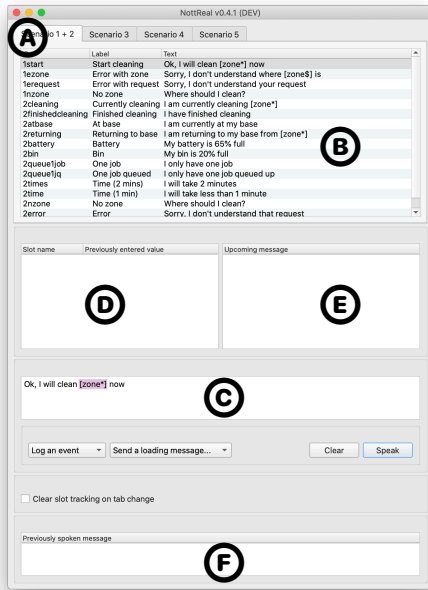 NottReal v0.4.1 (DEV)
A
Scenario 1 + 2 Scenario 3 Scenario 4 Scenario 5
Label Text
1start Start cleaning Ok, I will clean [zone*] now
1ezone Error with zone Sorry, I don't understand where [zone$] is
1erequest Error with request Sorry, I don't understand your request
1nzone No zone Where should I clean?
2cleaning Currently cleaning I am currently cleaning [zone*]
2finishedcleaning Finished cleaning I have finished cleaning
2atbase At base I am currently at my base
2returning Returning to base I am returning to my base from [zone*]
2battery Battery My battery is 65% full
2bin Bin My bin is 20% full
2queue1job One job I only have one job
2queue1jq One job queued I only have one job queued up
2times Time (2 mins) I will take 2 minutes
2time Time (1 min) I will take less than 1 minute
2nzone No zone Where should I clean?
2error Error Sorry, I don't understand that request
B
Slot name Previously entered value Upcoming message
D E
Ok, I will clean [zone*] now
C
Log an event Send a loading message... Clear Speak
Clear slot tracking on tab change
Previously spoken message
F